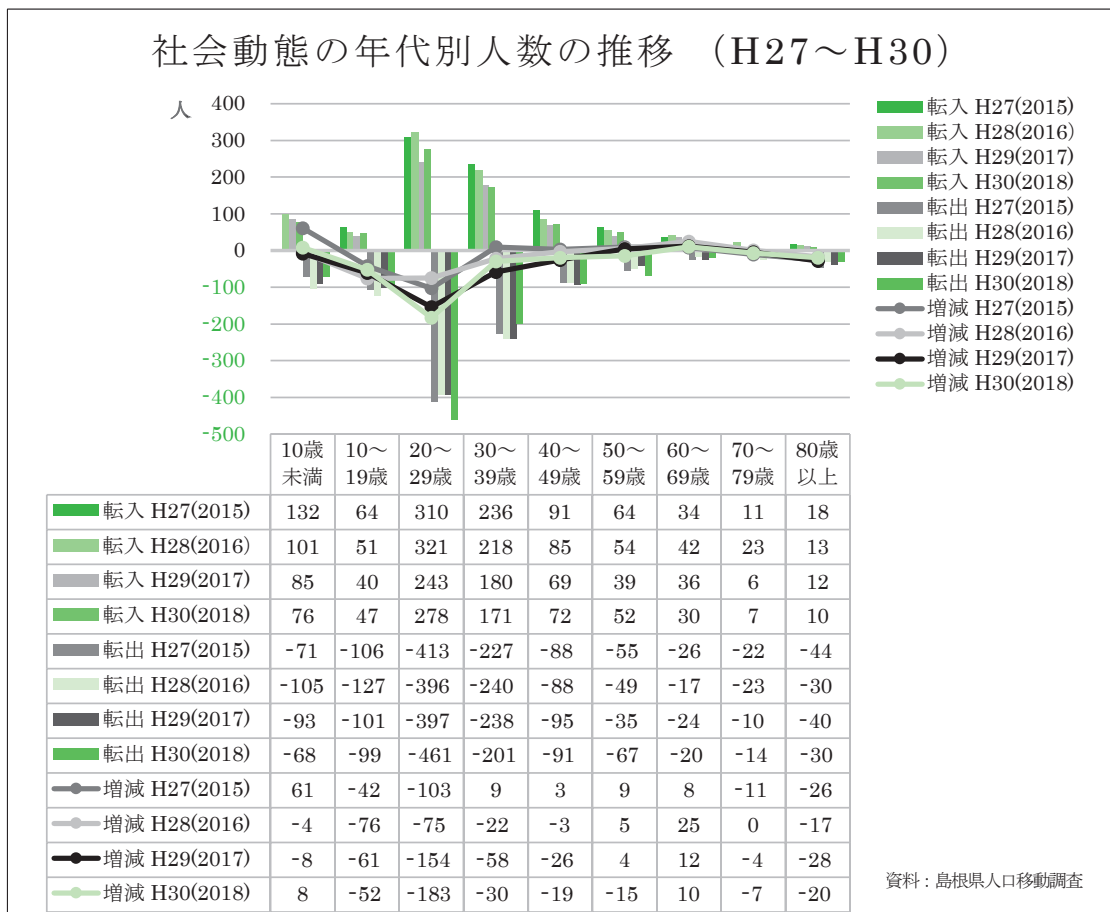 社会動態の年代別人数の推移 （H27～H30）
人
400
300
200
100
0
-100
-200
-300
-400
-500
転入 H27(2015)
転入 H28(2016)
転入 H29(2017)
転入 H30(2018)
転出 H27(2015)
転出 H28(2016)
転出 H29(2017)
転出 H30(2018)
増減 H27(2015)
増減 H28(2016)
増減 H29(2017)
増減 H30(2018)
10歳 10～ 20～ 30～ 40～ 50～ 60～ 70～ 80歳
未満 19歳 29歳 39歳 49歳 59歳 69歳 79歳 以上
転入 H27(2015) 132 64 310 236 91 64 34 11 18
転入 H28(2016) 101 51 321 218 85 54 42 23 13
転入 H29(2017) 85 40 243 180 69 39 36 6 12
転入 H30(2018) 76 47 278 171 72 52 30 7 10
転出 H27(2015) -71 -106 -413 -227 -88 -55 -26 -22 -44
転出 H28(2016) -105 -127 -396 -240 -88 -49 -17 -23 -30
転出 H29(2017) -93 -101 -397 -238 -95 -35 -24 -10 -40
転出 H30(2018) -68 -99 -461 -201 -91 -67 -20 -14 -30
増減 H27(2015) 61 -42 -103 9 3 9 8 -11 -26
増減 H28(2016) -4 -76 -75 -22 -3 5 25 0 -17
増減 H29(2017) -8 -61 -154 -58 -26 4 12 -4 -28
増減 H30(2018) 8 -52 -183 -30 -19 -15 10 -7 -20
資料：島根県人口移動調査